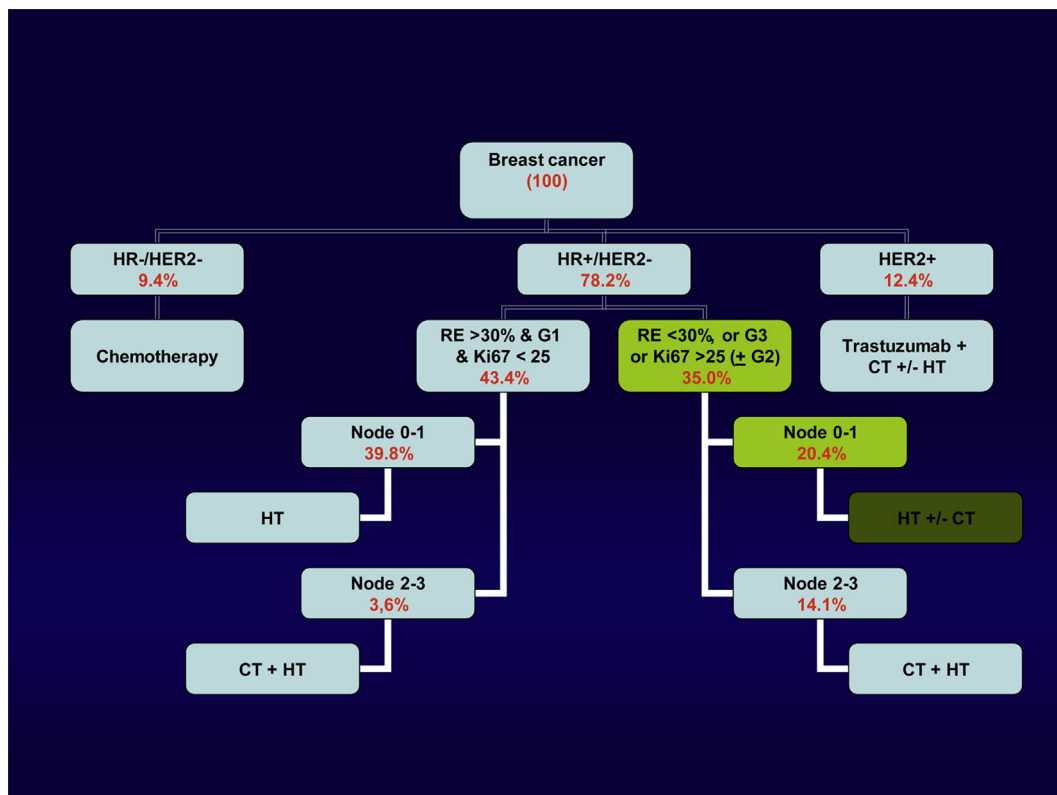 Breast cancer
(100)
HR-/HER2-
9.4%
HR+/HER2-
78.2%
HER2+
12.4%
Chemotherapy
RE >30% & G1
& Ki67 < 25
43.4%
RE <30%, or G3
or Ki67 >25 (+ G2)
35.0%
Trastuzumab +
CT +/- HT
Node 0-1
39.8%
Node 0-1
20.4%
HT
HT +/- CT
Node 2-3
3,6%
Node 2-3
14.1%
CT + HT
CT + HT